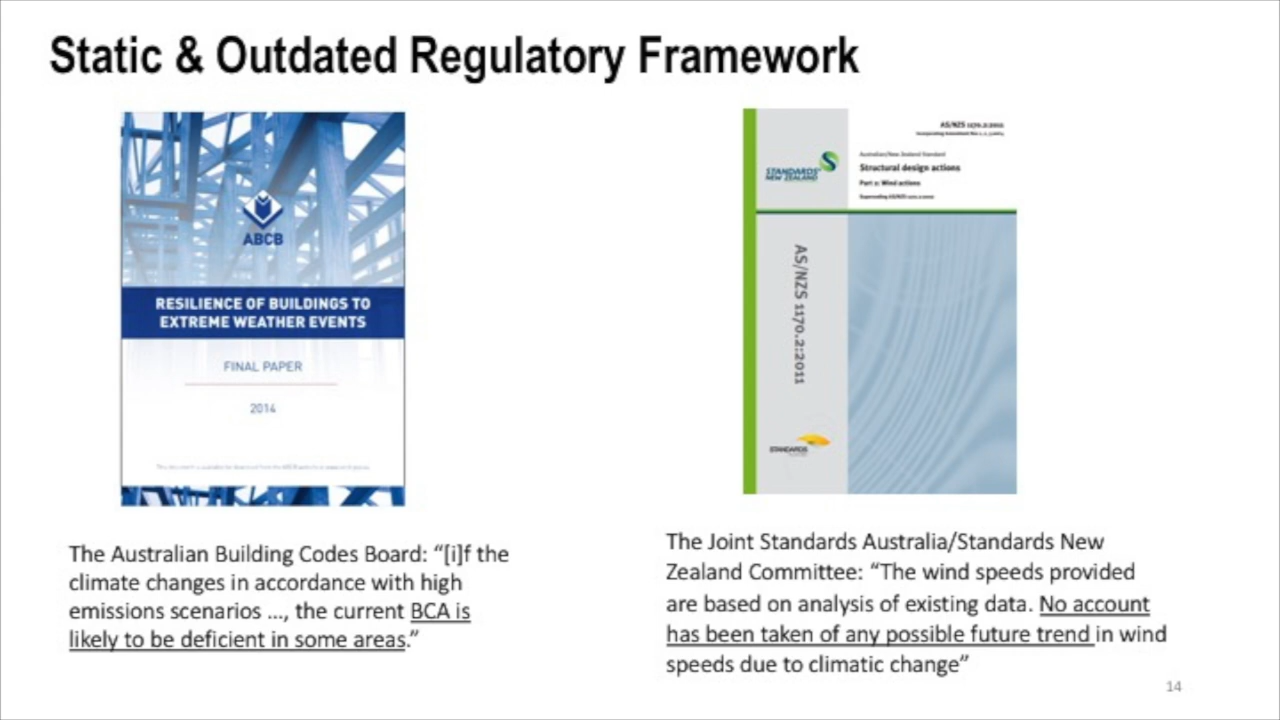 Static & Outdated Regulatory Framework
ABCB
RESILIENCE OF BUILDINGS TO
EXTREME WEATHER EVENTS
FINAL PAPER
2014
The Australian Building Codes Board: “[i]f the
climate changes in accordance with high
emissions scenarios ..., the current BCA is
likely to be deficient in some areas.”
AS/NZS 1170.2:2011
Australian/New Zealand Standard
Structural design actions
Part 2: Wind actions
STANDARDS
NEW ZEALAND
AS/NZS 1170.2:2011
STANDARDS
The Joint Standards Australia/Standards New
Zealand Committee: “The wind speeds provided
are based on analysis of existing data. No account
has been taken of any possible future trend in wind
speeds due to climatic change”
14